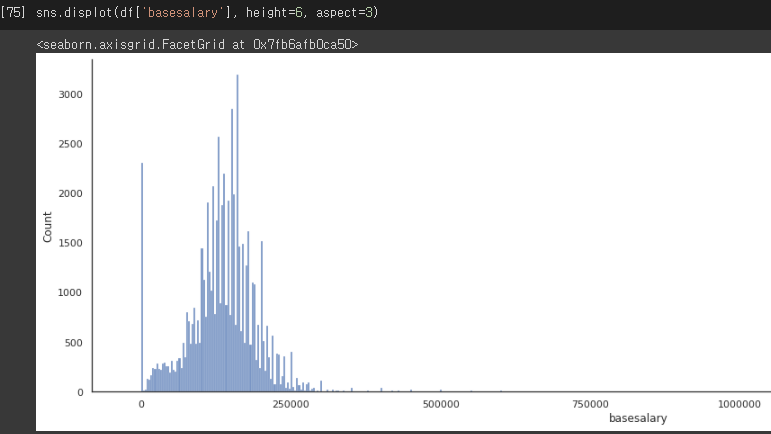 [75] sns.displot(df['basesalary'], height=6, aspect=3)
<seaborn.axisgrid.FacetGrid at 0x7fb6afb0ca50>
3000
2500
2000
1500
1000
500
0
Count
0 250000 500000 750000 1000000
basesalary